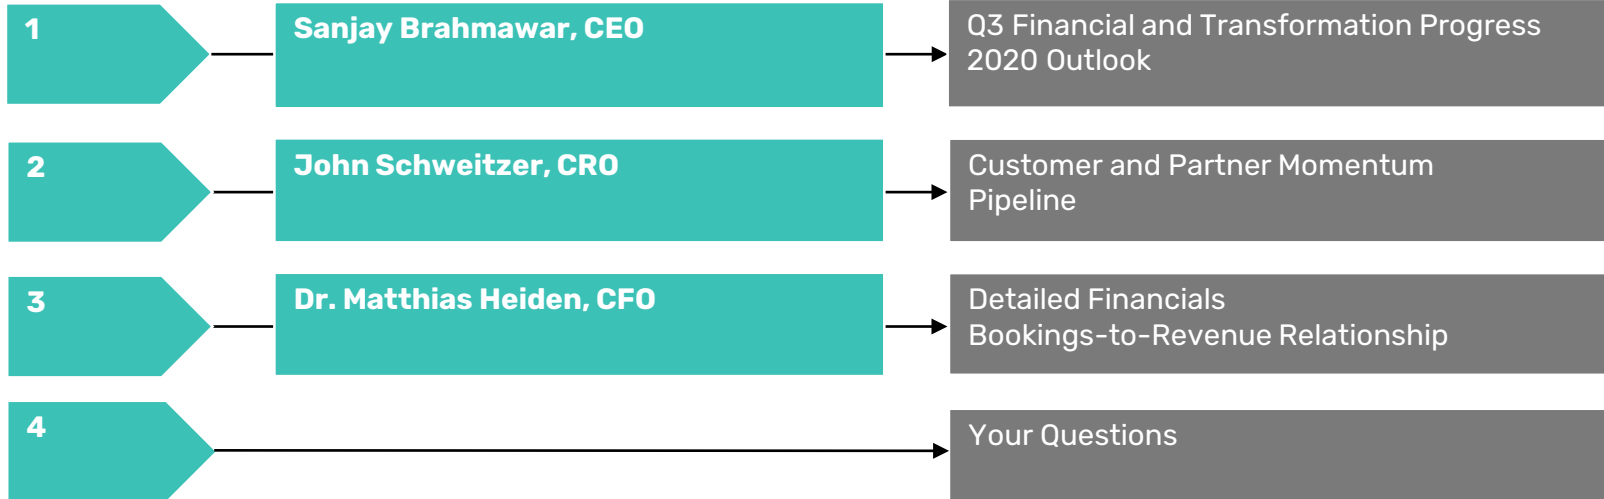 1
Sanjay Brahmawar, CEO
Q3 Financial and Transformation Progress
2020 Outlook
2
John Schweitzer, CRO
Customer and Partner Momentum
Pipeline
3
Dr. Matthias Heiden, CFO
Detailed Financials
Bookings-to-Revenue Relationship
4
Your Questions